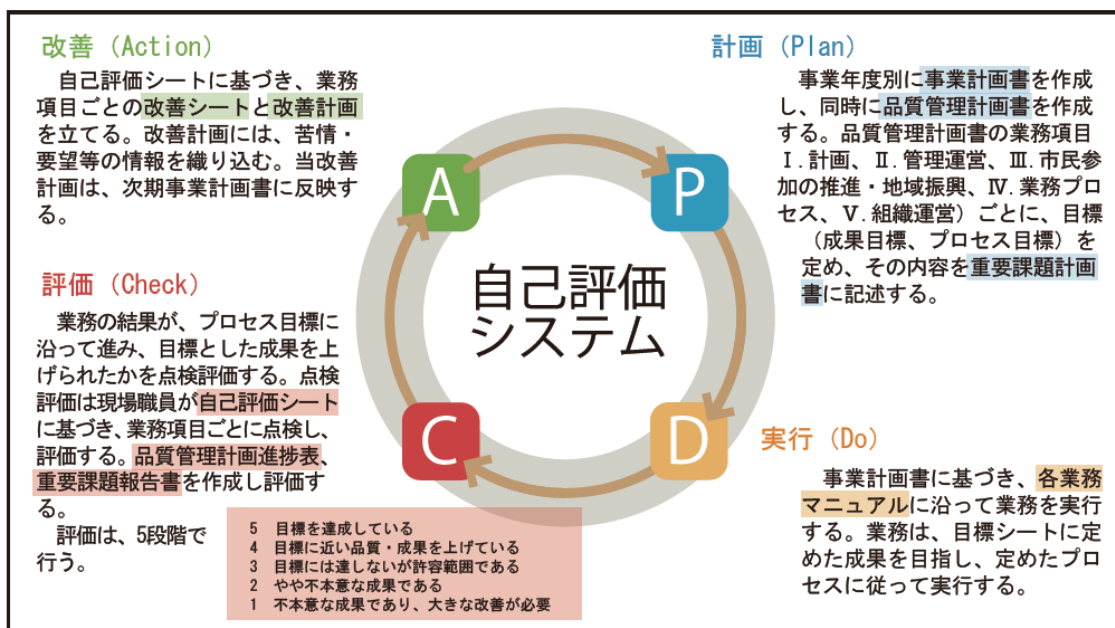 改善（Action）
自己評価シートに基づき、業務
項目ごとの改善シートと改善計画
を立てる。改善計画には、苦情・
要望等の情報を織り込む。当改善
計画は、次期事業計画書に反映す
る。
計画（Plan）
事業年度別に事業計画書を作成
し、同時に品質管理計画書を作成
する。品質管理計画書の業務項目
Ⅰ.計画、Ⅱ.管理運営、Ⅲ.市民参
加の推進・地域振興、Ⅳ.業務プロ
セス、Ⅴ.組織運営）ごとに、目標
（成果目標、プロセス目標）を
定め、その内容を重要課題計画
書に記述する。
A
P
自己評価
システム
C
D
評価（Check）
業務の結果が、プロセス目標に
沿って進み、目標とした成果を上
げられたかを点検評価する。点検
評価は現場職員が自己評価シート
に基づき、業務項目ごとに点検し、
評価する。品質管理計画進捗表、
重要課題報告書を作成し評価す
る。
評価は、5段階で
行う。
5 目標を達成している
4 目標に近い品質・成果を上げている
3 目標には達しないが許容範囲である
2 やや不本意な成果である
1 不本意な成果であり、大きな改善が必要
実行（Do）
事業計画書に基づき、各業務
マニュアルに沿って業務を実行
する。業務は、目標シートに定
めた成果を目指し、定めたプロ
セスに従って実行する。